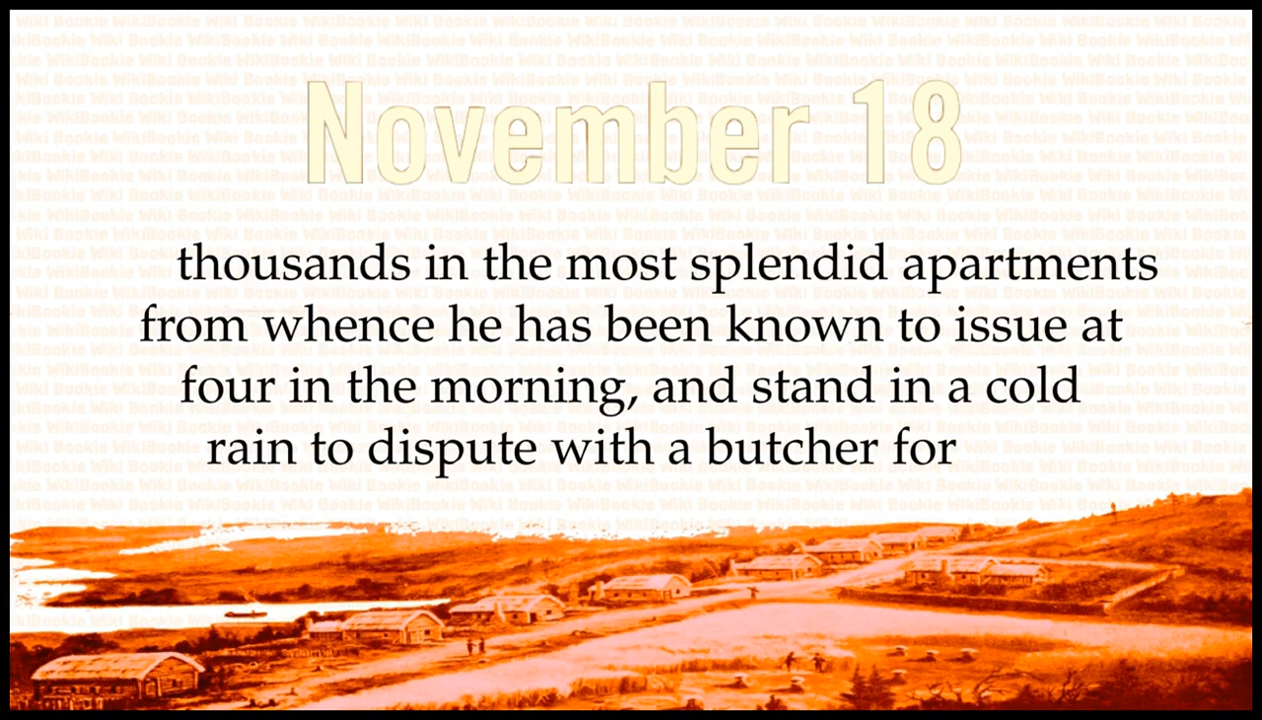 November 18
thousands in the most splendid apartments
from whence he has been known to issue at
four in the morning, and stand in a cold
rain to dispute with a butcher for